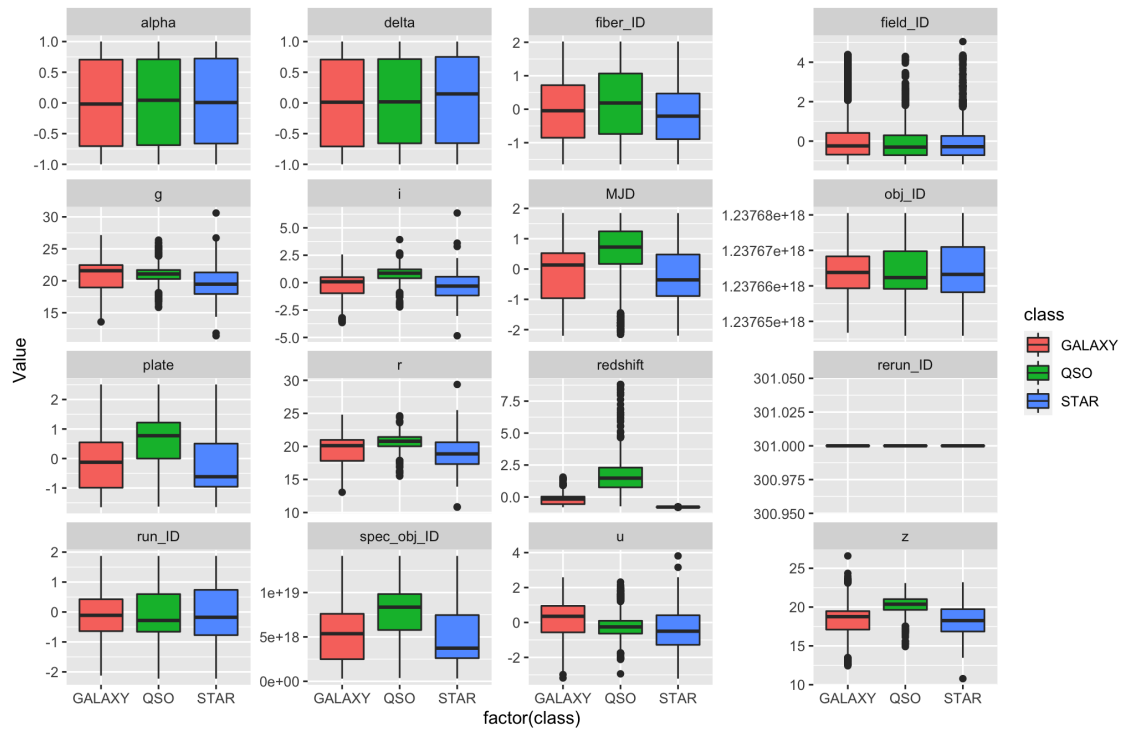 alpha delta fiber_ID field_ID
1.0 0.5 0.0 -0.5 -1.0
1.0 0.5 0.0 -0.5 -1.0
2 1 0 -1
4 2 0
g i MJD obj_ID
30 25 20 15
5.0 2.5 0.0 -2.5 -5.0
2 1 0 -1 -2
1.23768e+18 1.23767e+18 1.23766e+18 1.23765e+18
plate r redshift rerun_ID
2 1 0 -1
30 25 20 15 10
7.5 5.0 2.5 0.0
301.050 301.025 301.000 300.975 300.950
run_ID spec_obj_ID u z
2 1 0 -1 -2
1e+19 5e+18 0e+00
4 2 0 -2
25 20 15 10
GALAXY QSO STAR GALAXY QSO STAR GALAXY QSO STAR GALAXY QSO STAR
factor(class)
Value
class
GALAXY
QSO
STAR